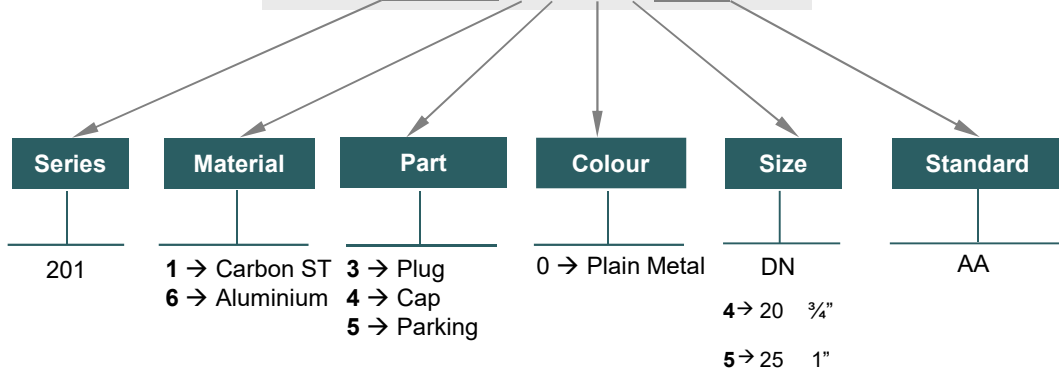 Series
Material
Part
Colour
Size
Standard
201
1 → Carbon ST
6 → Aluminium
3 → Plug
4 → Cap
5 → Parking
0 → Plain Metal
DN
4→ 20 ¾”
5→ 25 1”
AA